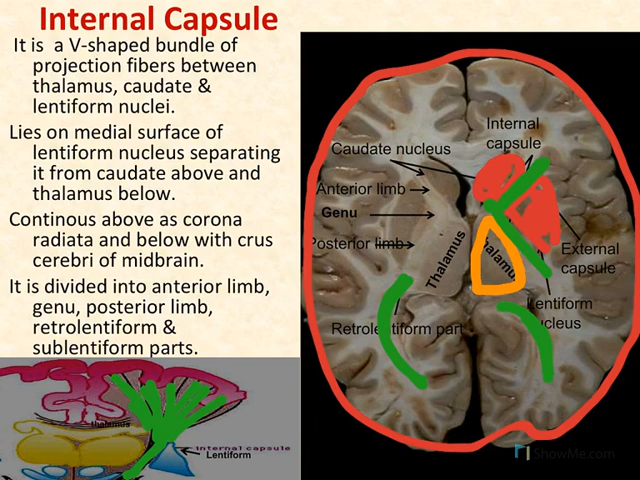 Internal Capsule
It is a V-shaped bundle of
projection fibers between
thalamus, caudate &
lentiform nuclei.
Lies on medial surface of
lentiform nucleus separating
it from caudate above and
thalamus below.
Continous above as corona
radiata and below with crus
cerebri of midbrain.
It is divided into anterior limb,
genu, posterior limb,
retrolentiform &
sublentiform parts.
Internal
capsule
Caudate nucleus
Anterior limb
Genu
Posterior limb
Thalamus
Thalamus
External
capsule
Lentiform
nucleus
Retrolentiform part
thalamus
internal capsule
Lentiform
ShowMe.com